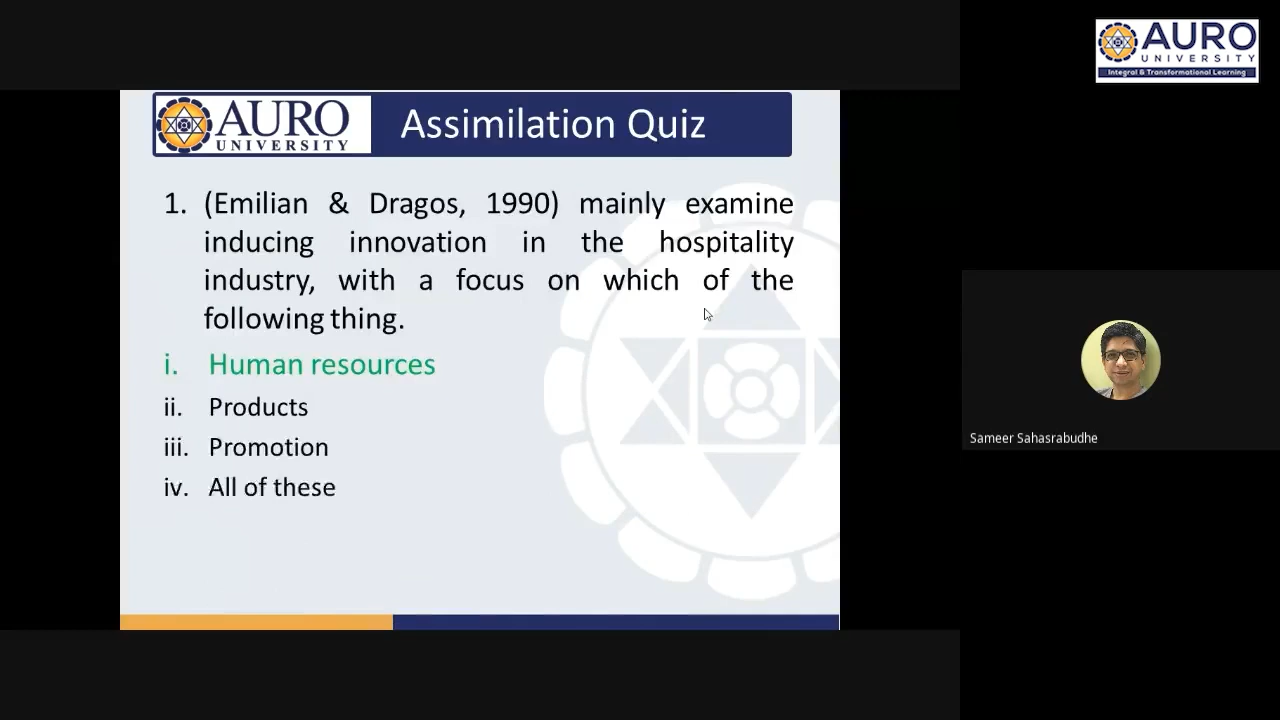 AURO
UNIVERSITY
Integral & Transformational Learning
AURO
UNIVERSITY
Assimilation Quiz
1. (Emilian & Dragos, 1990) mainly examine
inducing innovation in the hospitality
industry, with a focus on which of the
following thing.
i. Human resources
ii. Products
iii. Promotion
iv. All of these
Sameer Sahasrabudhe